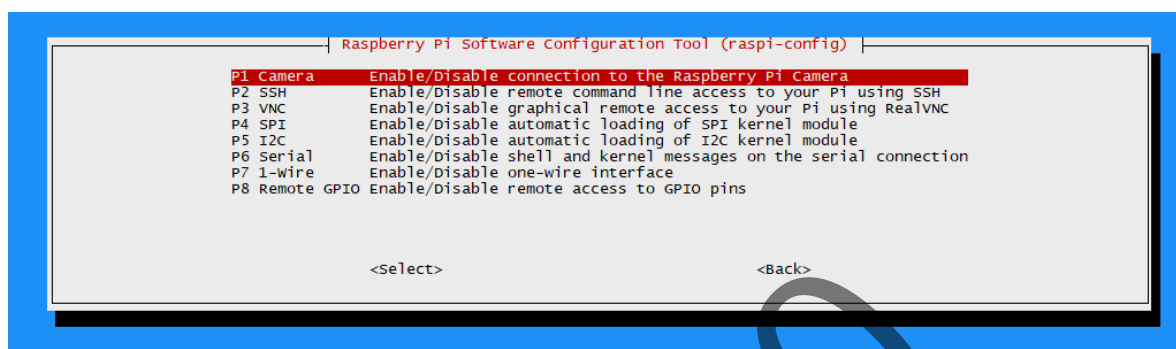 Raspberry Pi Software Configuration Tool (raspi-config)
P1 Camera Enable/Disable connection to the Raspberry Pi Camera
P2 SSH Enable/Disable remote command line access to your Pi using SSH
P3 VNC Enable/Disable graphical remote access to your Pi using RealVNC
P4 SPI Enable/Disable automatic loading of SPI kernel module
P5 I2C Enable/Disable automatic loading of I2C kernel module
P6 Serial Enable/Disable shell and kernel messages on the serial connection
P7 1-Wire Enable/Disable one-wire interface
P8 Remote GPIO Enable/Disable remote access to GPIO pins
<Select> <Back>